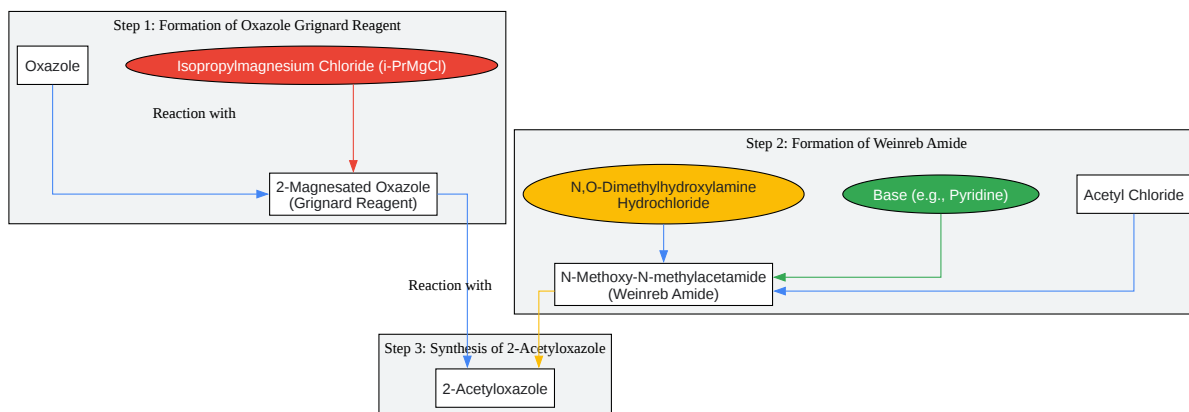 Step 1: Formation of Oxazole Grignard Reagent
Oxazole
Isopropylmagnesium Chloride (i-PrMgCl)
Reaction with
2-Magnesated Oxazole
(Grignard Reagent)
Step 2: Formation of Weinreb Amide
N,O-Dimethylhydroxylamine
Hydrochloride
Base (e.g., Pyridine)
Acetyl Chloride
N-Methoxy-N-methylacetamide
(Weinreb Amide)
Reaction with
Step 3: Synthesis of 2-Acetyloxazole
2-Acetyloxazole